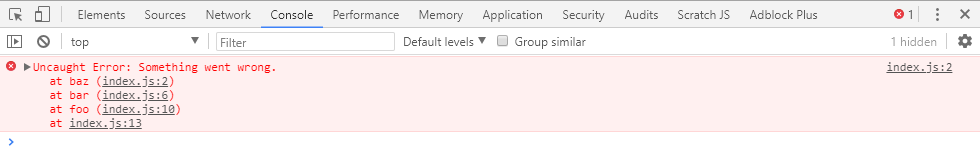 Elements Sources Network Console Performance Memory Application Security Audits Scratch JS Adblock Plus 1
top Filter Default levels Group similar 1 hidden
Uncaught Error: Something went wrong. index.js:2
at baz (index.js:2)
at bar (index.js:6)
at foo (index.js:10)
at index.js:13